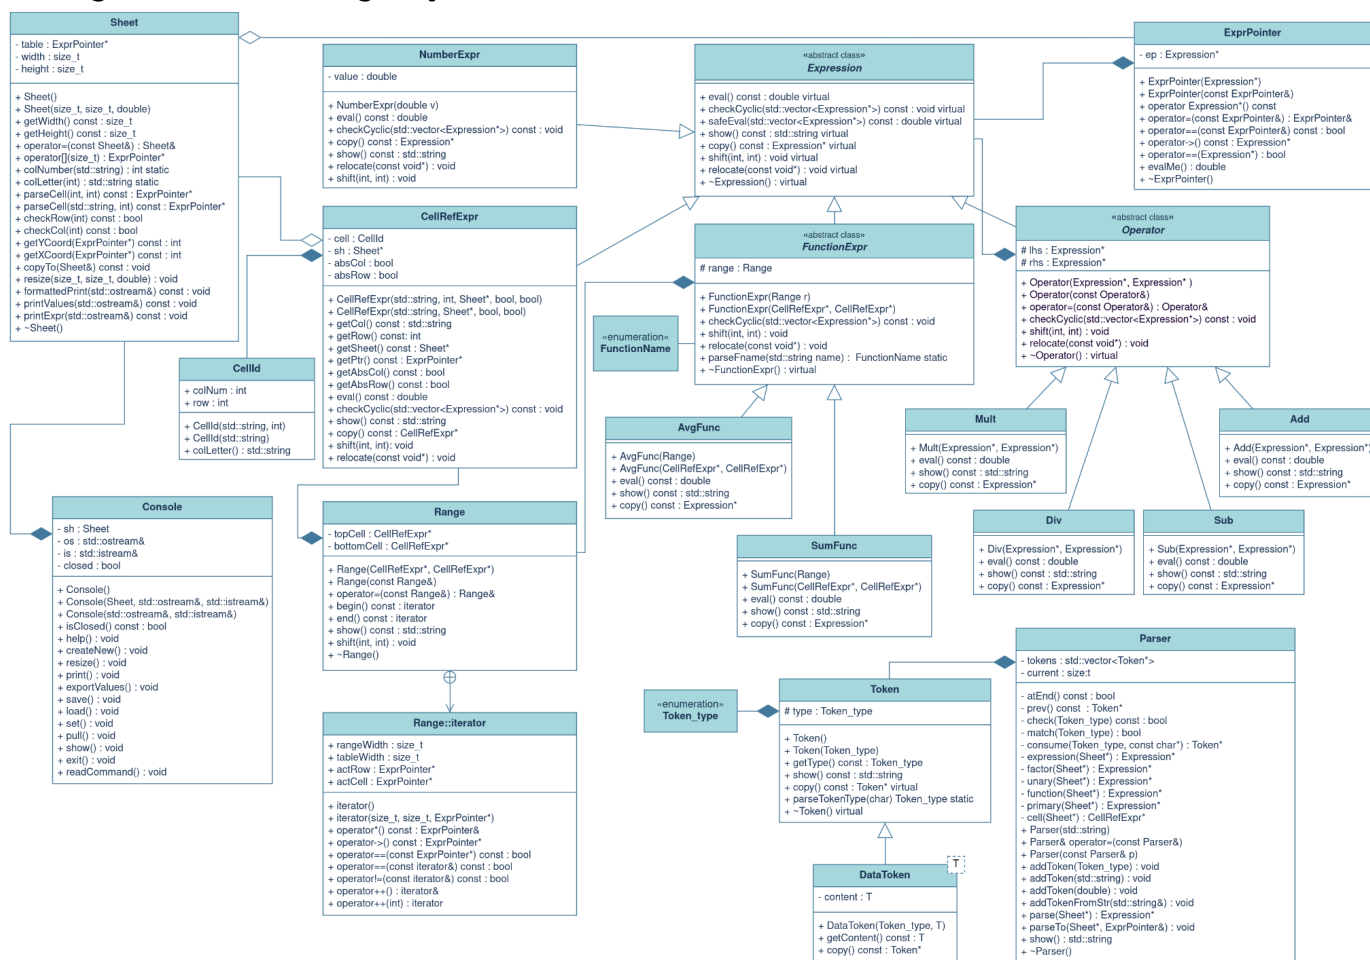 Sheet
- table : ExprPointer*
- width : size_t
- height : size_t
+ Sheet()
+ Sheet(size_t, size_t, double)
+ getWidth() const : size_t
+ getHeight() const : size_t
+ operator=(const Sheet&) : Sheet&
+ operator[](size_t) : ExprPointer*
+ colNumber(std::string) : int static
+ colLetter(int) : std::string static
+ parseCell(int, int) const : ExprPointer*
+ parseCell(std::string, int) const : ExprPointer*
+ checkRow(int) const : bool
+ checkCol(int) const : bool
+ getYCoord(ExprPointer*) const : int
+ getXCoord(ExprPointer*) const : int
+ copyTo(Sheet&) const : void
+ resize(size_t, size_t, double) : void
+ formattedPrint(std::ostream&) const : void
+ printValues(std::ostream&) const : void
+ printExpr(std::ostream&) const : void
+ ~Sheet()
NumberExpr
- value : double
+ NumberExpr(double v)
+ eval() const : double
+ checkCyclic(std::vector<Expression*>) const : void
+ copy() const : Expression*
+ show() const : std::string
+ relocate(const void*) : void
+ shift(int, int) : void
«abstract class»
Expression
+ eval() const : double virtual
+ checkCyclic(std::vector<Expression*>) const : void virtual
+ safeEval(std::vector<Expression*>) const : double virtual
+ show() const : std::string virtual
+ copy() const : Expression* virtual
+ shift(int, int) : void virtual
+ relocate(const void*) : void virtual
+ ~Expression() : virtual
ExprPointer
- ep : Expression*
+ ExprPointer(Expression*)
+ ExprPointer(const ExprPointer&)
+ operator Expression*() const
+ operator=(const ExprPointer&) : ExprPointer&
+ operator==(const ExprPointer&) const : bool
+ operator->() const : Expression*
+ operator==(Expression*) : bool
+ evalMe() : double
+ ~ExprPointer()
CellRefExpr
- cell : CellId
- sh : Sheet*
- absCol : bool
- absRow : bool
+ CellRefExpr(std::string, int, Sheet*, bool, bool)
+ CellRefExpr(std::string, Sheet*, bool, bool)
+ getCol() const : std::string
+ getRow() const: int
+ getSheet() const : Sheet*
+ getPtr() const : ExprPointer*
+ getAbsCol() const : bool
+ getAbsRow() const : bool
+ eval() const : double
+ checkCyclic(std::vector<Expression*>) const : void
+ show() const : std::string
+ copy() const : CellRefExpr*
+ shift(int, int): void
+ relocate(const void*) : void
«abstract class»
FunctionExpr
# range : Range
+ FunctionExpr(Range r)
+ FunctionExpr(CellRefExpr*, CellRefExpr*)
+ checkCyclic(std::vector<Expression*>) const : void
+ shift(int, int) : void
+ relocate(const void*) : void
+ parseFname(std::string name) : FunctionName static
+ ~FunctionExpr() : virtual
«enumeration»
FunctionName
«abstract class»
Operator
# lhs : Expression*
# rhs : Expression*
+ Operator(Expression*, Expression* )
+ Operator(const Operator&)
+ operator=(const Operator&) : Operator&
+ checkCyclic(std::vector<Expression*>) const : void
+ shift(int, int) : void
+ relocate(const void*) : void
+ ~Operator() : virtual
CellId
+ colNum : int
+ row : int
+ CellId(std::string, int)
+ CellId(std::string)
+ colLetter() : std::string
AvgFunc
+ AvgFunc(Range)
+ AvgFunc(CellRefExpr*, CellRefExpr*)
+ eval() const : double
+ show() const : std::string
+ copy() const : Expression*
Mult
+ Mult(Expression*, Expression*)
+ eval() const : double
+ show() const : std::string
+ copy() const : Expression*
Add
+ Add(Expression*, Expression*)
+ eval() const : double
+ show() const : std::string
+ copy() const : Expression*
Console
- sh : Sheet
- os : std::ostream&
- is : std::istream&
- closed : bool
+ Console()
+ Console(Sheet, std::ostream&, std::istream&)
+ Console(std::ostream&, std::istream&)
+ isClosed() const : bool
+ help() : void
+ createNew() : void
+ resize() : void
+ print() : void
+ exportValues() : void
+ save() : void
+ load() : void
+ set() : void
+ pull() : void
+ show() : void
+ exit() : void
+ readCommand() : void
Range
- topCell : CellRefExpr*
- bottomCell : CellRefExpr*
+ Range(CellRefExpr*, CellRefExpr*)
+ Range(const Range&)
+ operator=(const Range&) : Range&
+ begin() const : iterator
+ end() const : iterator
+ show() const : std::string
+ shift(int, int) : void
+ ~Range()
Div
+ Div(Expression*, Expression*)
+ eval() const : double
+ show() const : std::string
+ copy() const : Expression*
Sub
+ Sub(Expression*, Expression*)
+ eval() const : double
+ show() const : std::string
+ copy() const : Expression*
SumFunc
+ SumFunc(Range)
+ SumFunc(CellRefExpr*, CellRefExpr*)
+ eval() const : double
+ show() const : std::string
+ copy() const : Expression*
Range::iterator
+ rangeWidth : size_t
+ tableWidth : size_t
+ actRow : ExprPointer*
+ actCell : ExprPointer*
+ iterator()
+ iterator(size_t, size_t, ExprPointer*)
+ operator*() const : ExprPointer&
+ operator->() const : ExprPointer*
+ operator==(const ExprPointer*) const : bool
+ operator==(const iterator&) const : bool
+ operator!=(const iterator&) const : bool
+ operator++() : iterator&
+ operator++(int) : iterator
«enumeration»
Token_type
Token
# type : Token_type
+ Token()
+ Token(Token_type)
+ getType() const : Token_type
+ show() const : std::string
+ copy() const : Token* virtual
+ parseTokenType(char) Token_type static
+ ~Token() virtual
T
DataToken
- content : T
+ DataToken(Token_type, T)
+ getContent() const : T
+ copy() const : Token*
Parser
- tokens : std::vector<Token*>
- current : size:t
- atEnd() const : bool
- prev() const : Token*
- check(Token_type) const : bool
- match(Token_type) : bool
- consume(Token_type, const char*) : Token*
- expression(Sheet*) : Expression*
- factor(Sheet*) : Expression*
- unary(Sheet*) : Expression*
- function(Sheet*) : Expression*
- primary(Sheet*) : Expression*
- cell(Sheet*) : CellRefExpr*
+ Parser(std::string)
+ Parser& operator=(const Parser&)
+ Parser(const Parser& p)
+ addToken(Token_type) : void
+ addToken(std::string) : void
+ addToken(double) : void
+ addTokenFromStr(std::string&) : void
+ parse(Sheet*) : Expression*
+ parseTo(Sheet*, ExprPointer&) : void
+ show() : std::string
+ ~Parser()